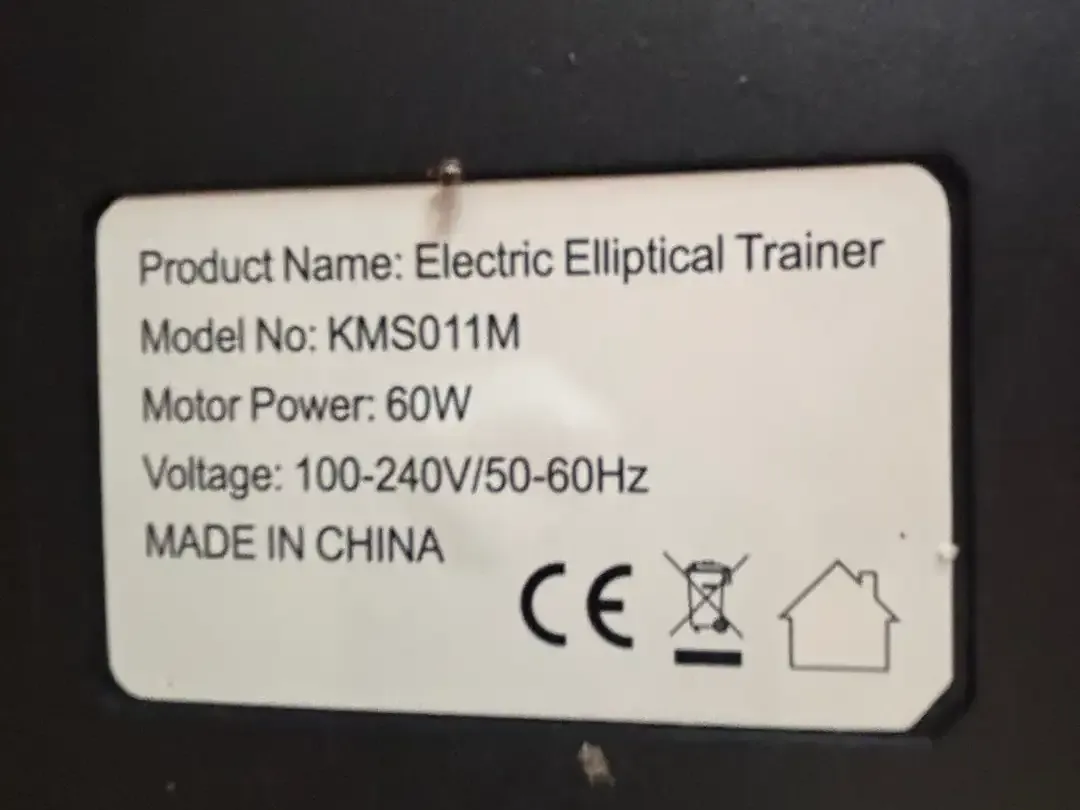 Product Name: Electric Elliptical Trainer
Model No: KMS011M
Motor Power: 60W
Voltage: 100-240V/50-60Hz
MADE IN CHINA
CE